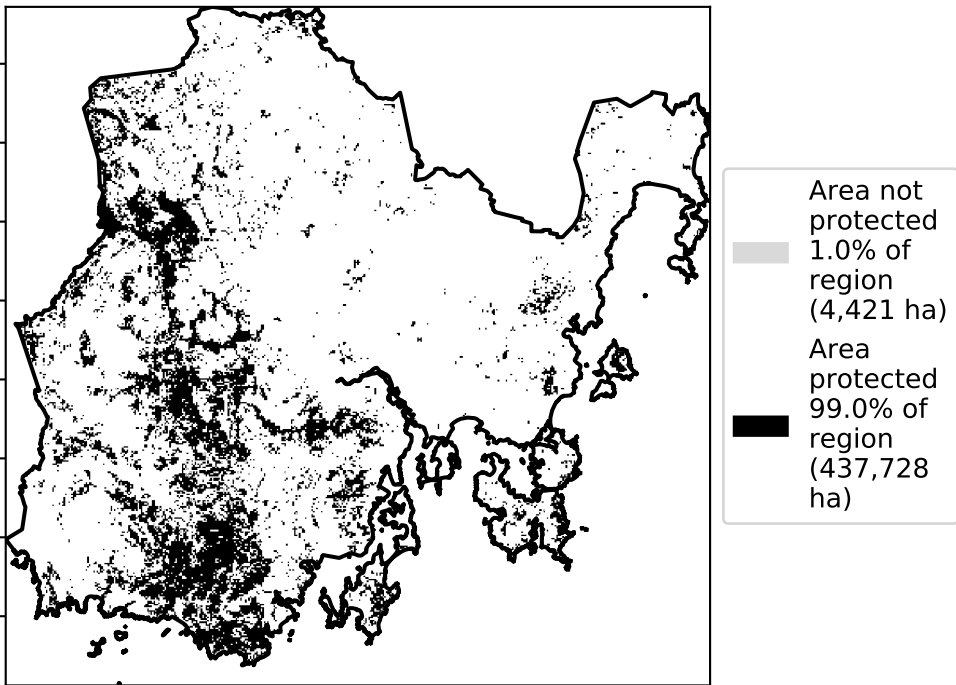 Area not
protected
1.0% of
region
(4,421 ha)
Area
protected
99.0% of
region
(437,728
ha)